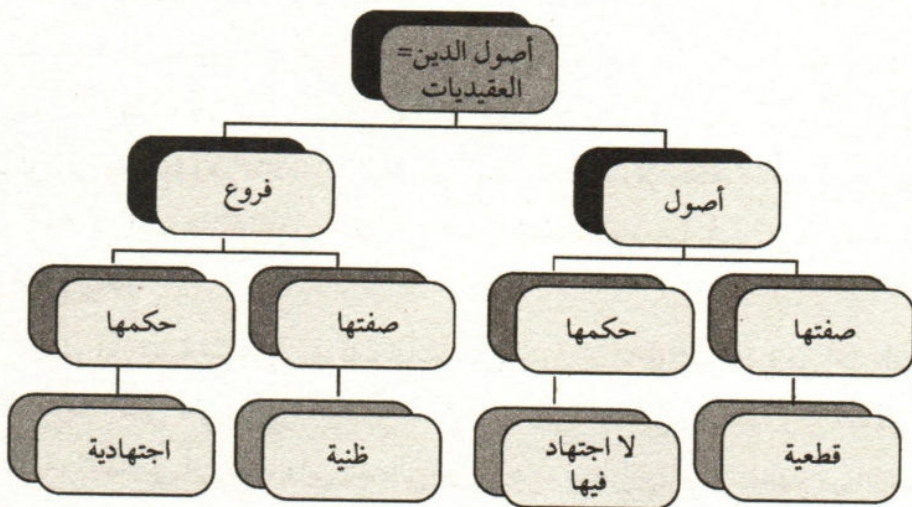 أصول الدين=
العقيديات
أصول
فروع
صفتها
حكمها
صفتها
حكمها
قطعية
لا اجتهاد
فيها
ظنية
اجتهادية